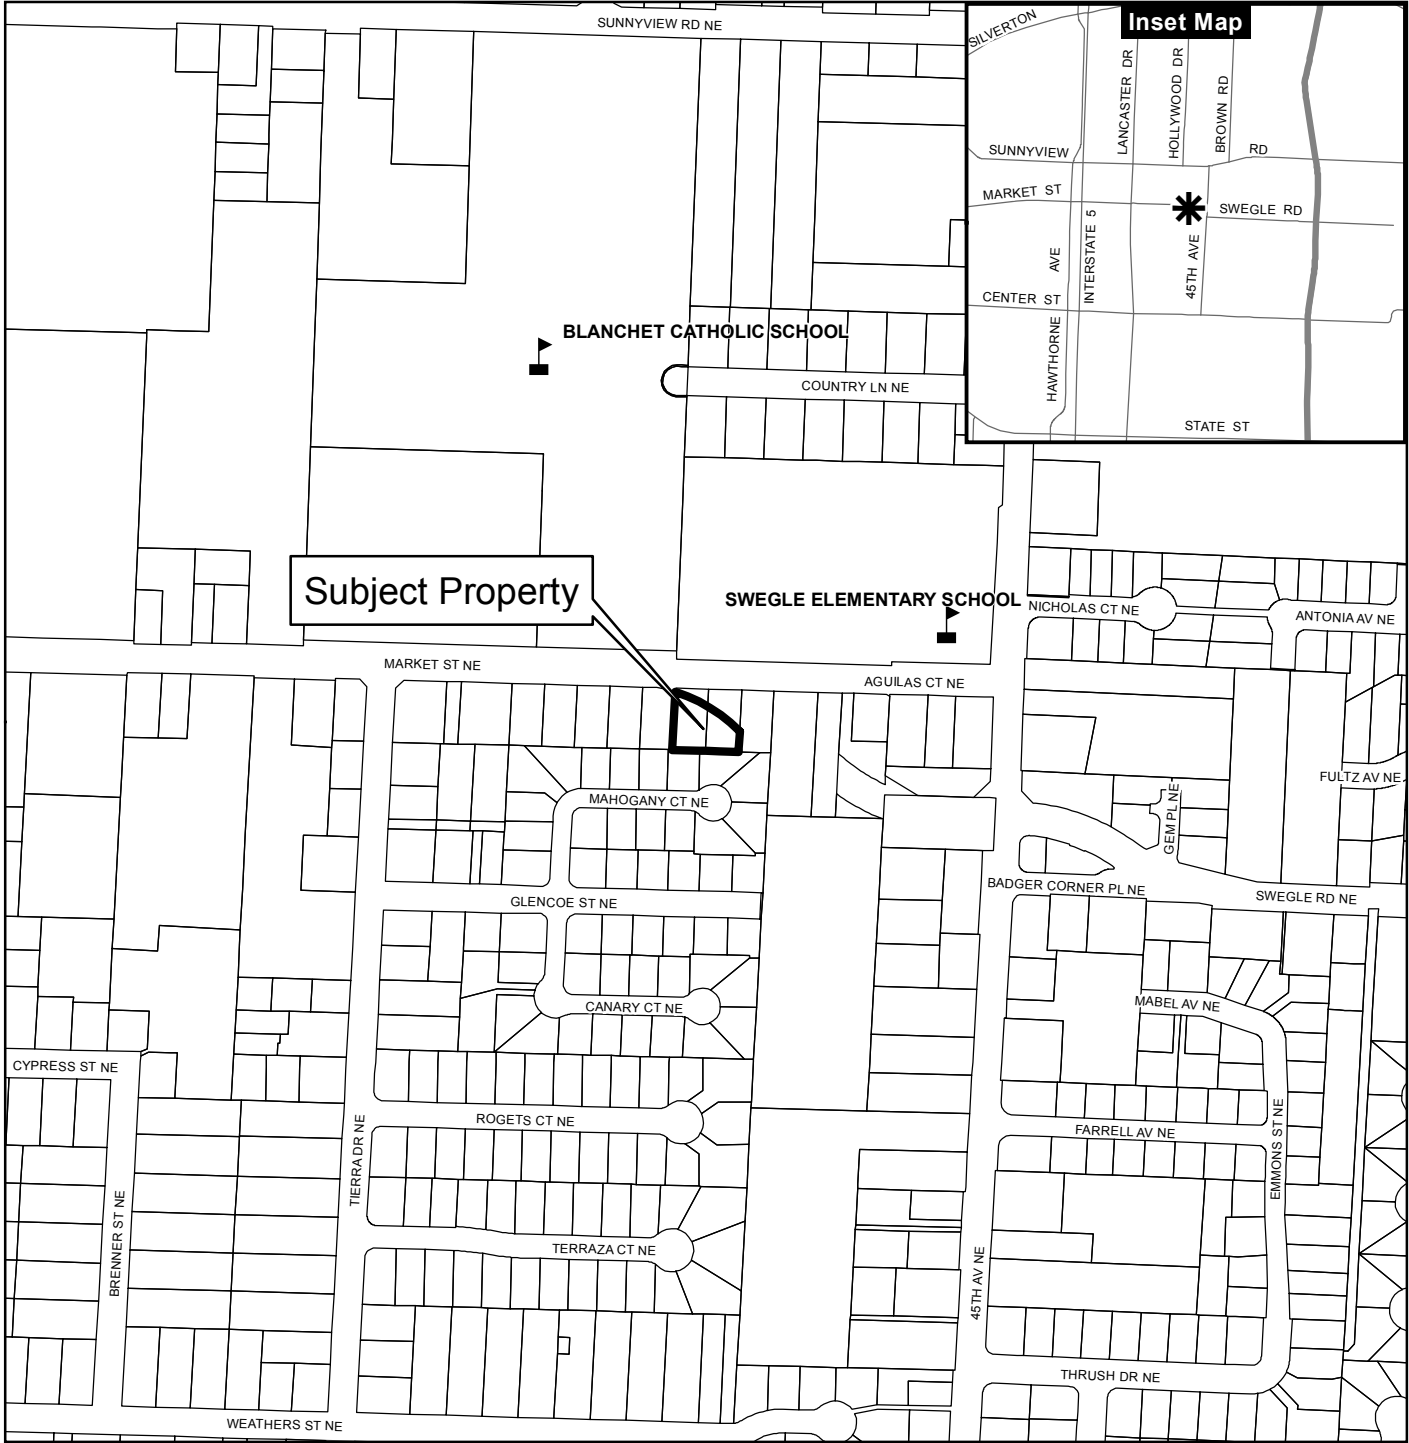 SUNNYVIEW RD NE
Inset Map
SILVERTON
LANCASTER DR
HOLLYWOOD DR
BROWN RD
SUNNYVIEW
RD
MARKET ST
SWEGLE RD
AVE
INTERSTATE 5
45TH AVE
CENTER ST
HAWTHORNE
STATE ST
BLANCHET CATHOLIC SCHOOL
COUNTRY LN NE
Subject Property
SWEGLE ELEMENTARY SCHOOL
NICHOLAS CT NE
ANTONIA AV NE
MARKET ST NE
AGUILAS CT NE
FULTZ AV NE
MAHOGANY CT NE
GEM PL NE
BADGER CORNER PL NE
SWEGLE RD NE
GLENCOE ST NE
CANARY CT NE
MABEL AV NE
CYPRESS ST NE
ROGETS CT NE
FARRELL AV NE
TIERRA DR NE
EMMONS ST NE
BRENNER ST NE
TERRAZA CT NE
45TH AV NE
THRUSH DR NE
WEATHERS ST NE